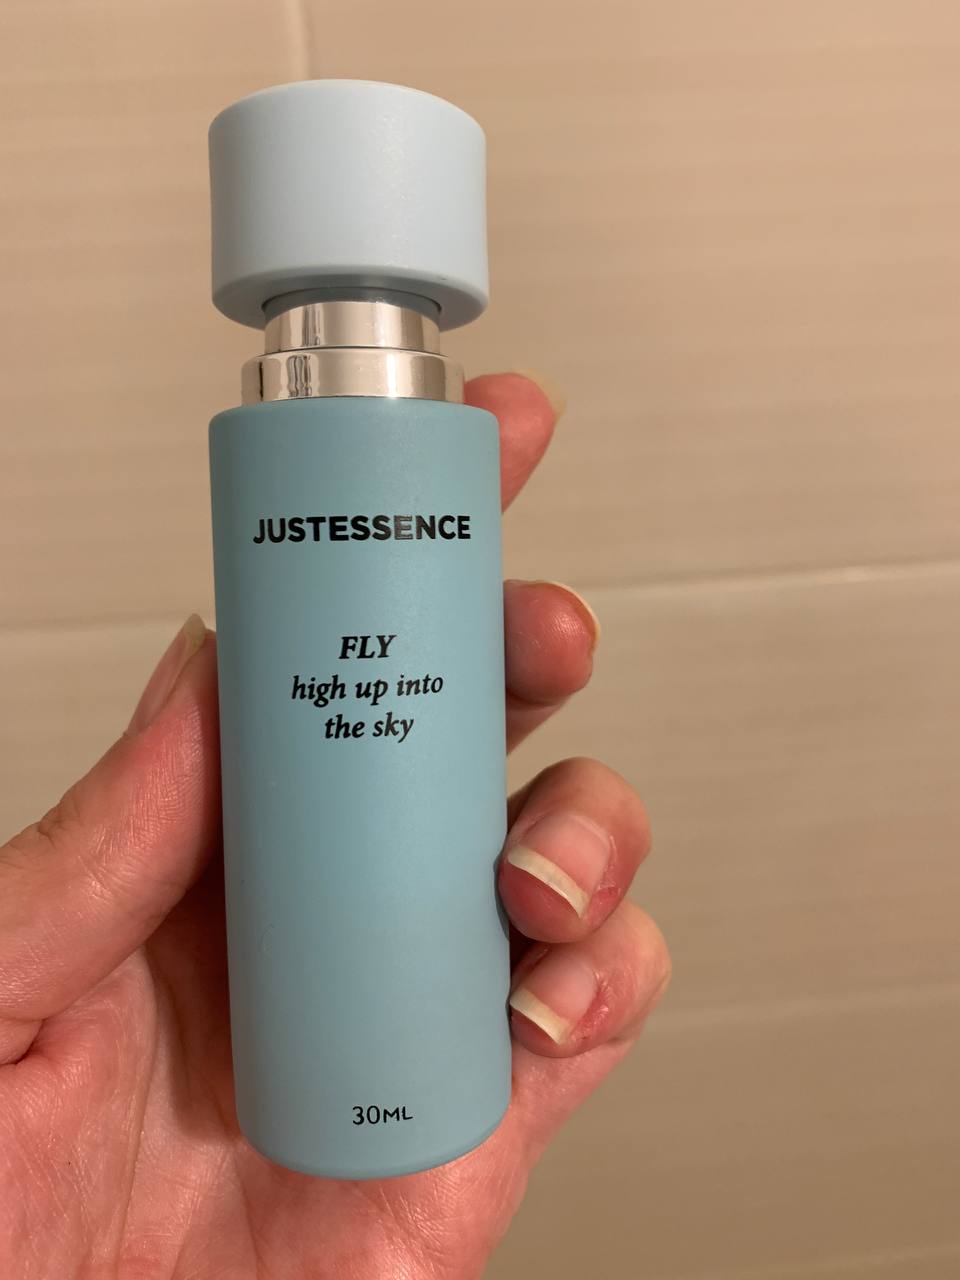 JUSTESSENCE
FLY
high up into
the sky
30ML